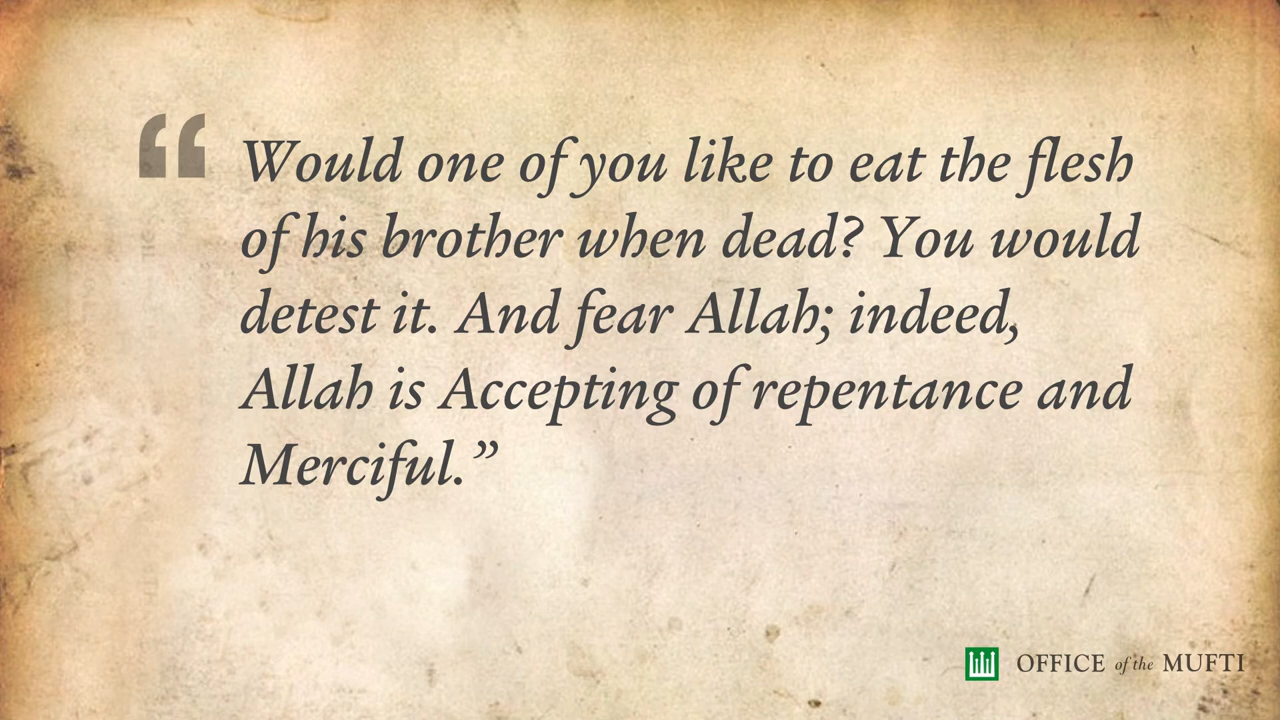 “Would one of you like to eat the flesh
of his brother when dead? You would
detest it. And fear Allah; indeed,
Allah is Accepting of repentance and
Merciful.”
OFFICE of the MUFTI